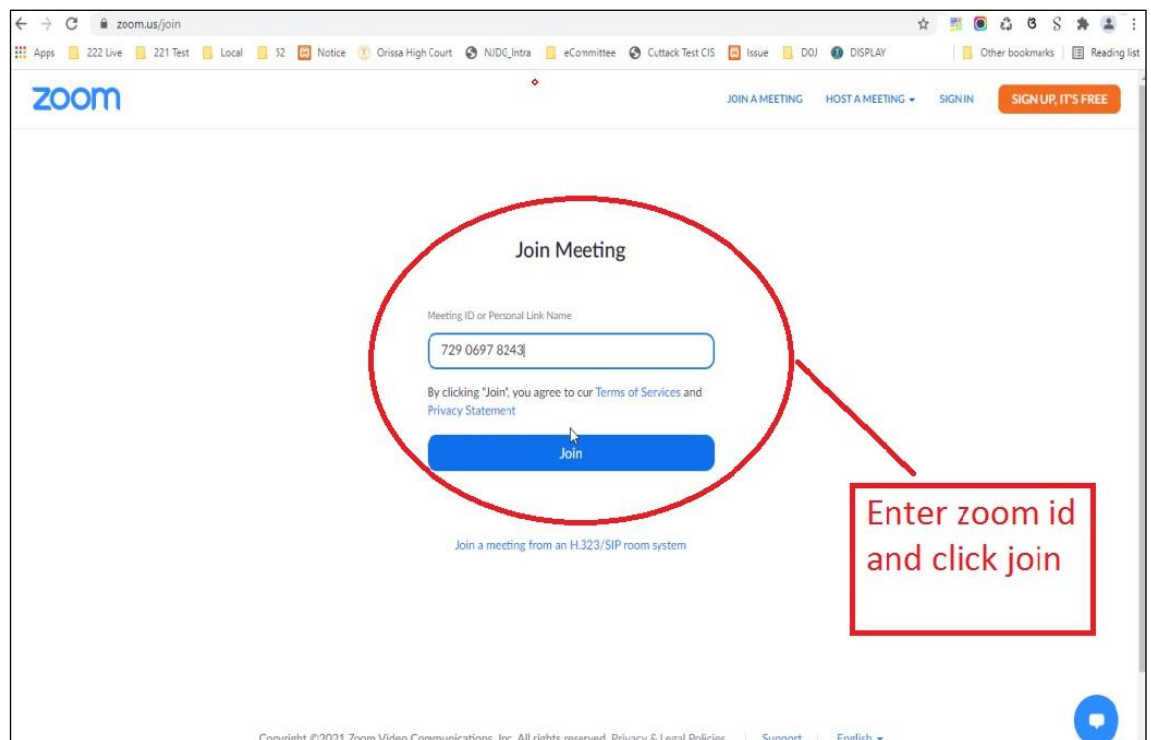 zoom.us/join
Apps 222 Live 221 Test Local S2 Notice Orissa High Court NJDG_Intra eCommittee Cuttack Test CIS Issue DOJ DISPLAY Other bookmarks Reading list
zoom JOIN A MEETING HOST A MEETING SIGN IN SIGN UP, IT'S FREE
Join Meeting
Meeting ID or Personal Link Name
729 0697 8243
By clicking "Join", you agree to our Terms of Services and
Privacy Statement
Join
Enter zoom id
and click join
Join a meeting from an H.323/SIP room system
Copyright ©2021 Zoom Video Communications, Inc. All rights reserved. Privacy & Legal Policies Support English